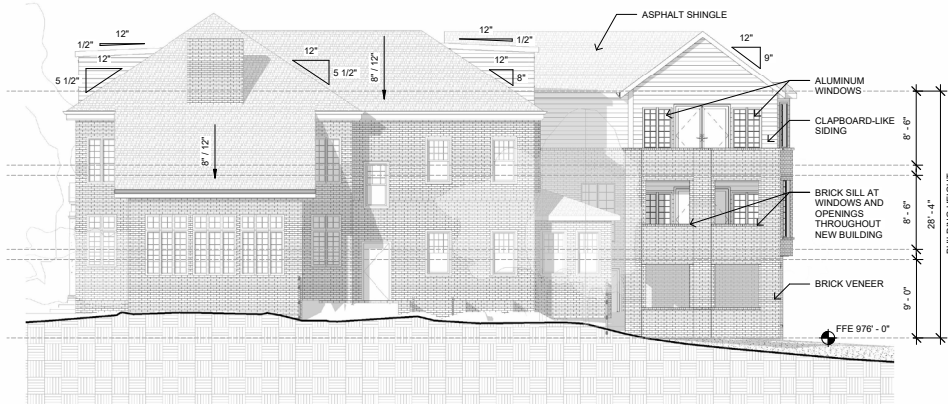 ASPHALT SHINGLE
12"
1/2"
12"
5 1/2"
8" / 12"
12"
5 1/2"
8" / 12"
12"
1/2"
12"
8"
12"
9"
ALUMINUM
WINDOWS
CLAPBOARD-LIKE
SIDING
BRICK SILL AT
WINDOWS AND
OPENINGS
THROUGHOUT
NEW BUILDING
BRICK VENEER
8' - 6"
8' - 6"
9' - 0"
28' - 4"
FFE 976' - 0"